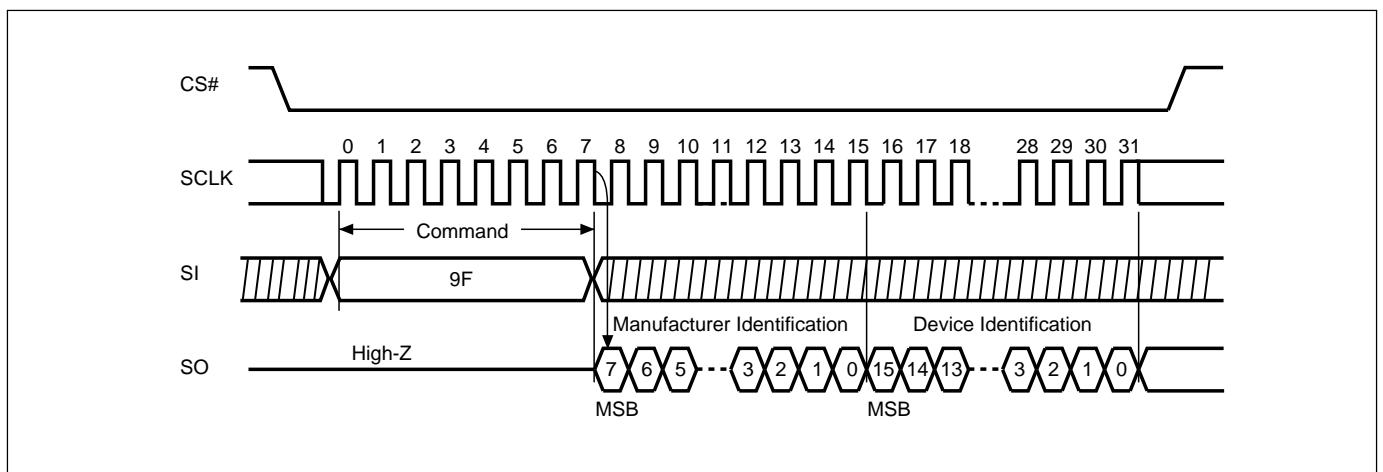 CS#
0 1 2 3 4 5 6 7 8 9 10 11 12 13 14 15 16 17 18 28 29 30 31
SCLK
Command
SI
9F
Manufacturer Identification Device Identification
High-Z
SO
7 6 5 3 2 1 0 15 14 13 3 2 1 0
MSB MSB